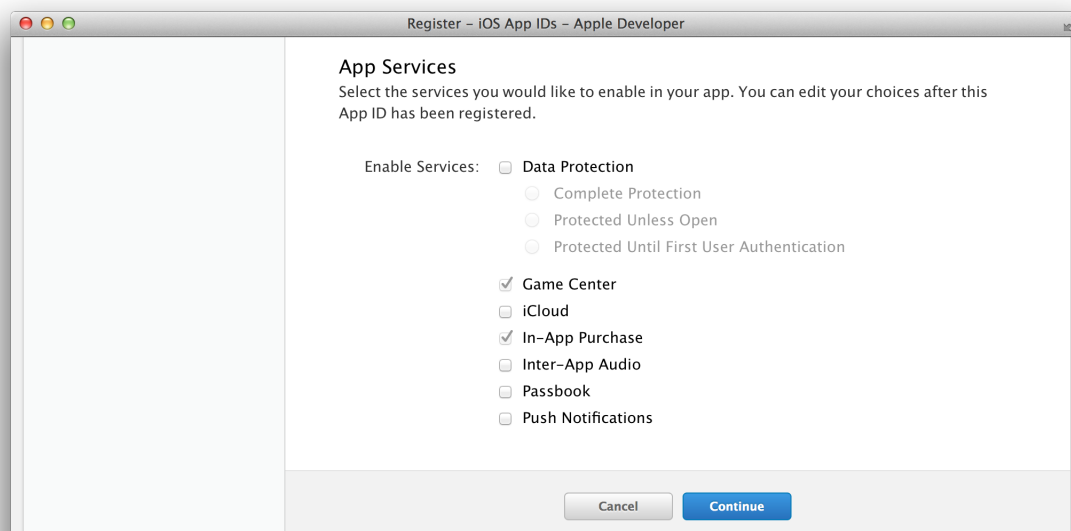 Register – iOS App IDs – Apple Developer
App Services
Select the services you would like to enable in your app. You can edit your choices after this
App ID has been registered.
Enable Services:
Data Protection
Complete Protection
Protected Unless Open
Protected Until First User Authentication
Game Center
iCloud
In–App Purchase
Inter–App Audio
Passbook
Push Notifications
Cancel
Continue